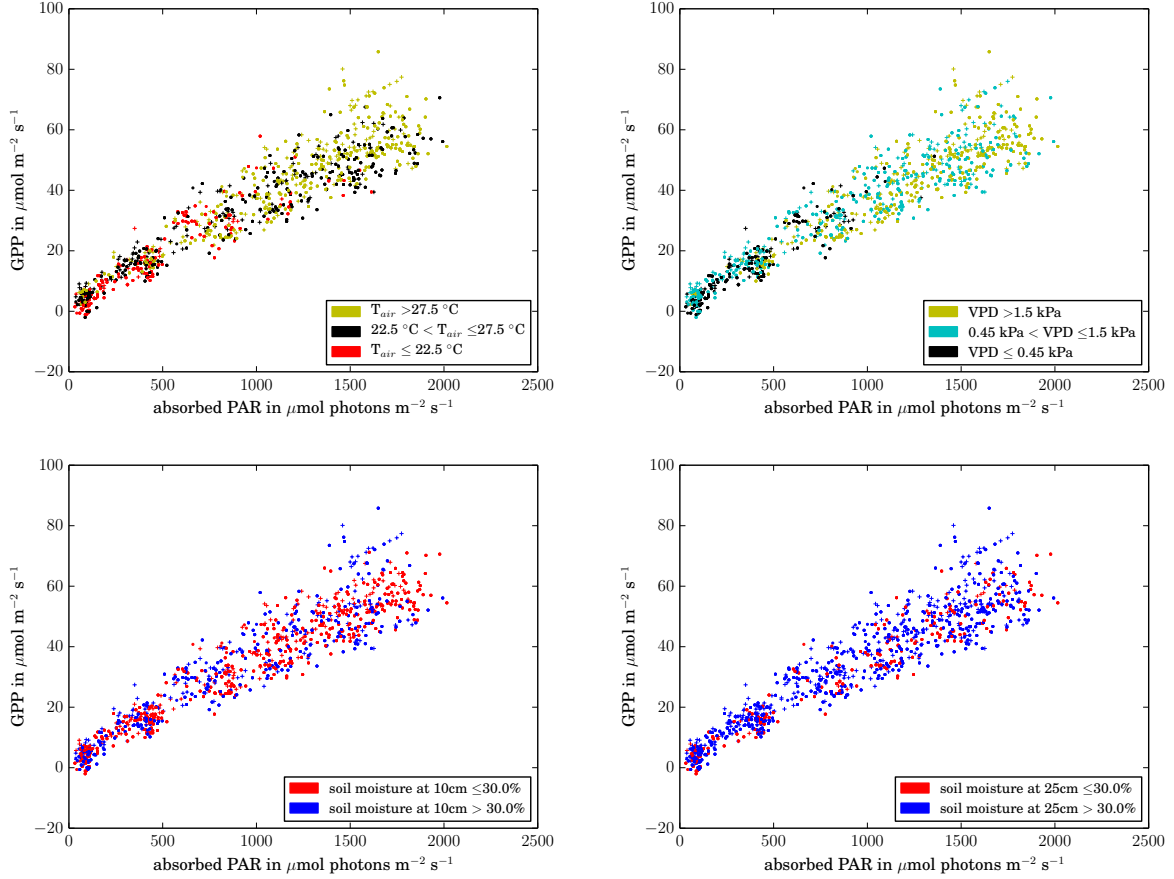 100
80
60
40
20
0
−20
GPP in μmol m⁻² s⁻¹
0 500 1000 1500 2000 2500
absorbed PAR in μmol photons m⁻² s⁻¹
T_air >27.5 °C
22.5 °C < T_air ≤27.5 °C
T_air ≤ 22.5 °C
100
80
60
40
20
0
−20
GPP in μmol m⁻² s⁻¹
0 500 1000 1500 2000 2500
absorbed PAR in μmol photons m⁻² s⁻¹
VPD >1.5 kPa
0.45 kPa < VPD ≤1.5 kPa
VPD ≤ 0.45 kPa
100
80
60
40
20
0
−20
GPP in μmol m⁻² s⁻¹
0 500 1000 1500 2000 2500
absorbed PAR in μmol photons m⁻² s⁻¹
soil moisture at 10cm ≤30.0%
soil moisture at 10cm > 30.0%
100
80
60
40
20
0
−20
GPP in μmol m⁻² s⁻¹
0 500 1000 1500 2000 2500
absorbed PAR in μmol photons m⁻² s⁻¹
soil moisture at 25cm ≤30.0%
soil moisture at 25cm > 30.0%